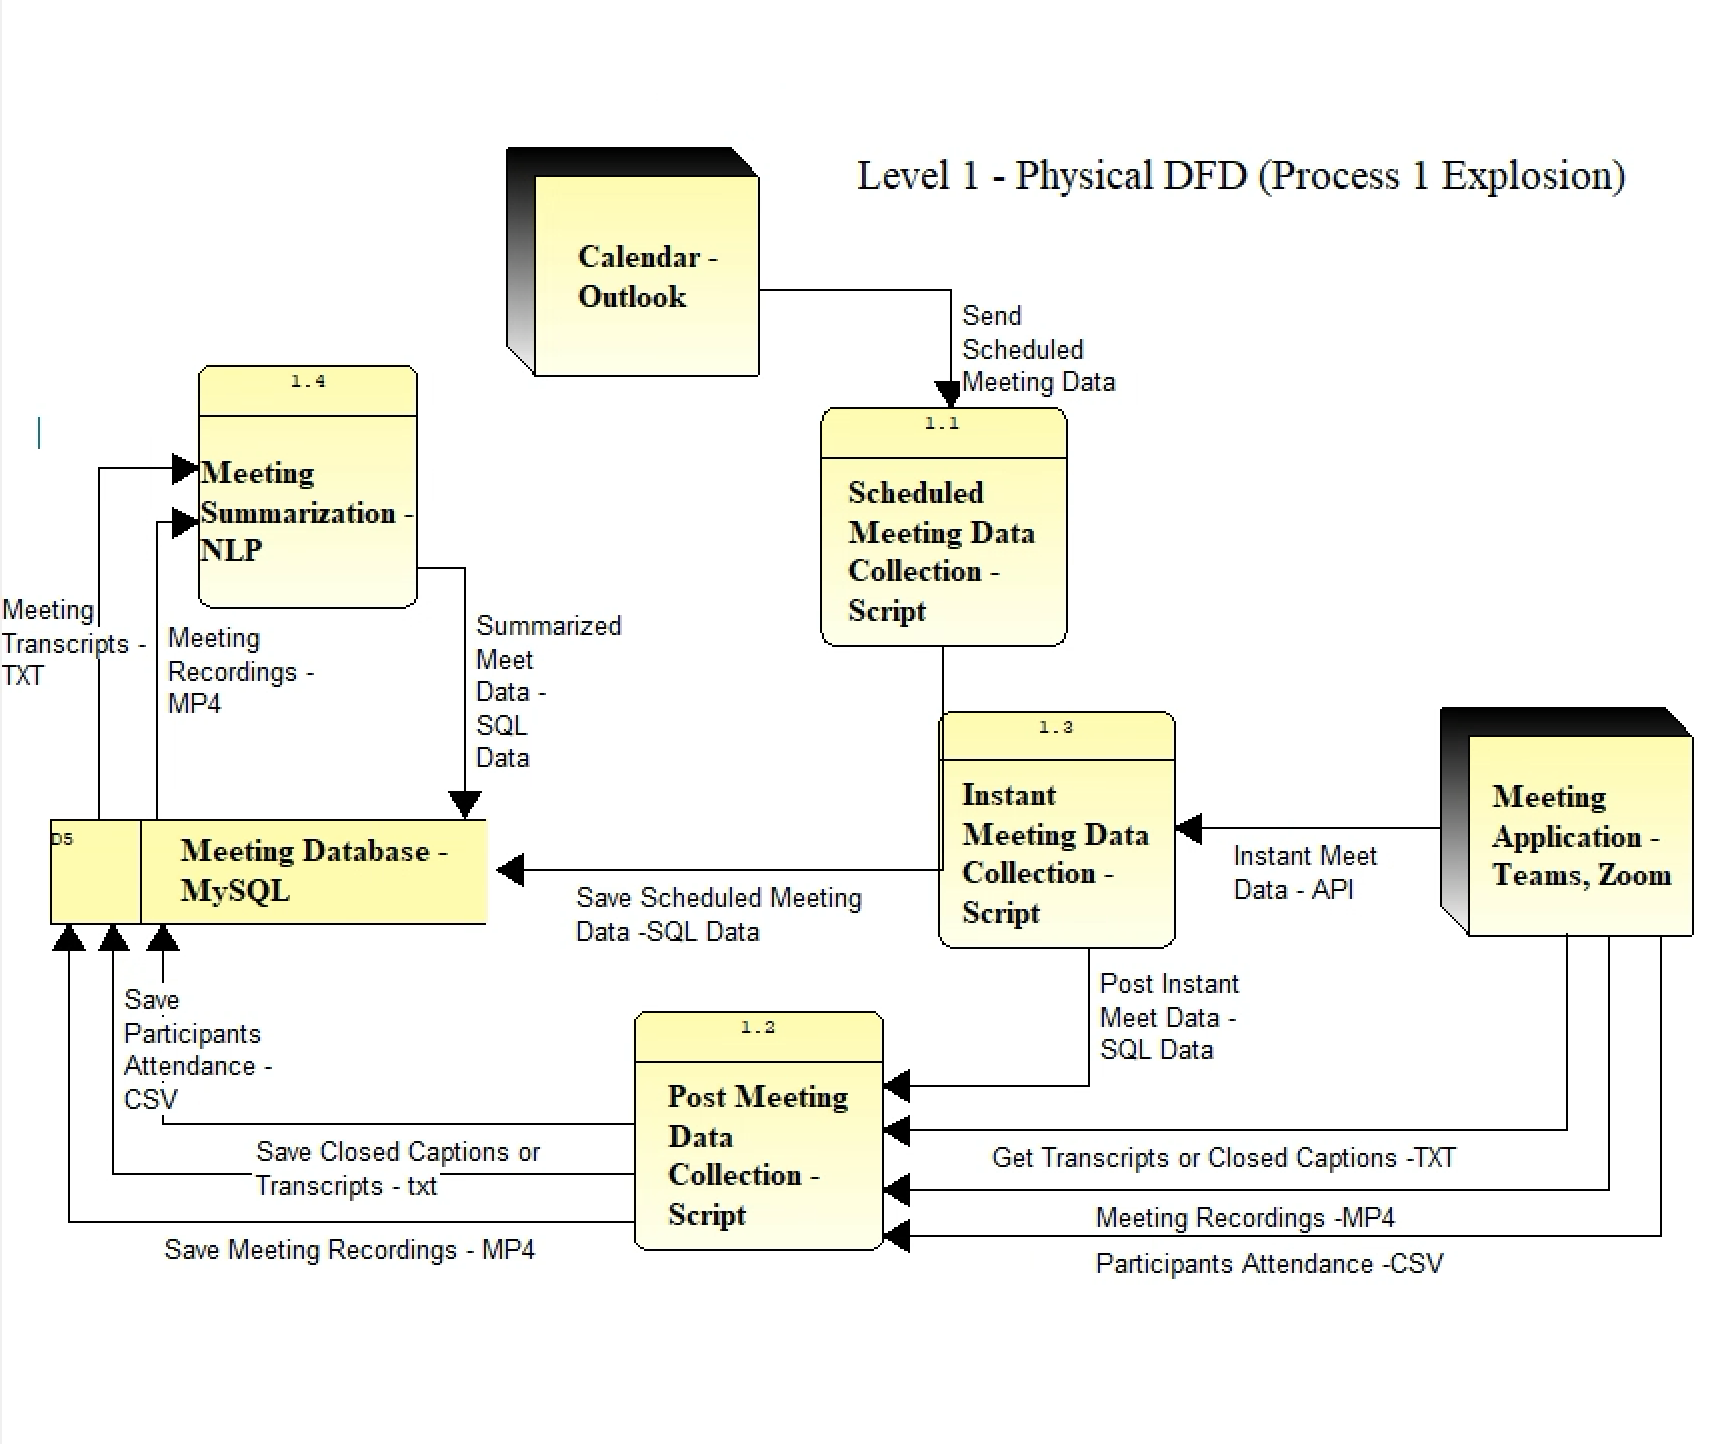 Level 1 - Physical DFD (Process 1 Explosion)
Calendar -
Outlook
Send
Scheduled
Meeting Data
1.4
Meeting
Summarization -
NLP
1.1
Scheduled
Meeting Data
Collection -
Script
Meeting
Transcripts -
TXT
Meeting
Recordings -
MP4
Summarized
Meet
Data -
SQL
Data
1.3
Instant
Meeting Data
Collection -
Script
Meeting
Application -
Teams, Zoom
Instant Meet
Data - API
D5
Meeting Database -
MySQL
Save Scheduled Meeting
Data -SQL Data
Post Instant
Meet Data -
SQL Data
Save
Participants
Attendance -
CSV
1.2
Post Meeting
Data
Collection -
Script
Save Closed Captions or
Transcripts - txt
Save Meeting Recordings - MP4
Get Transcripts or Closed Captions -TXT
Meeting Recordings -MP4
Participants Attendance -CSV